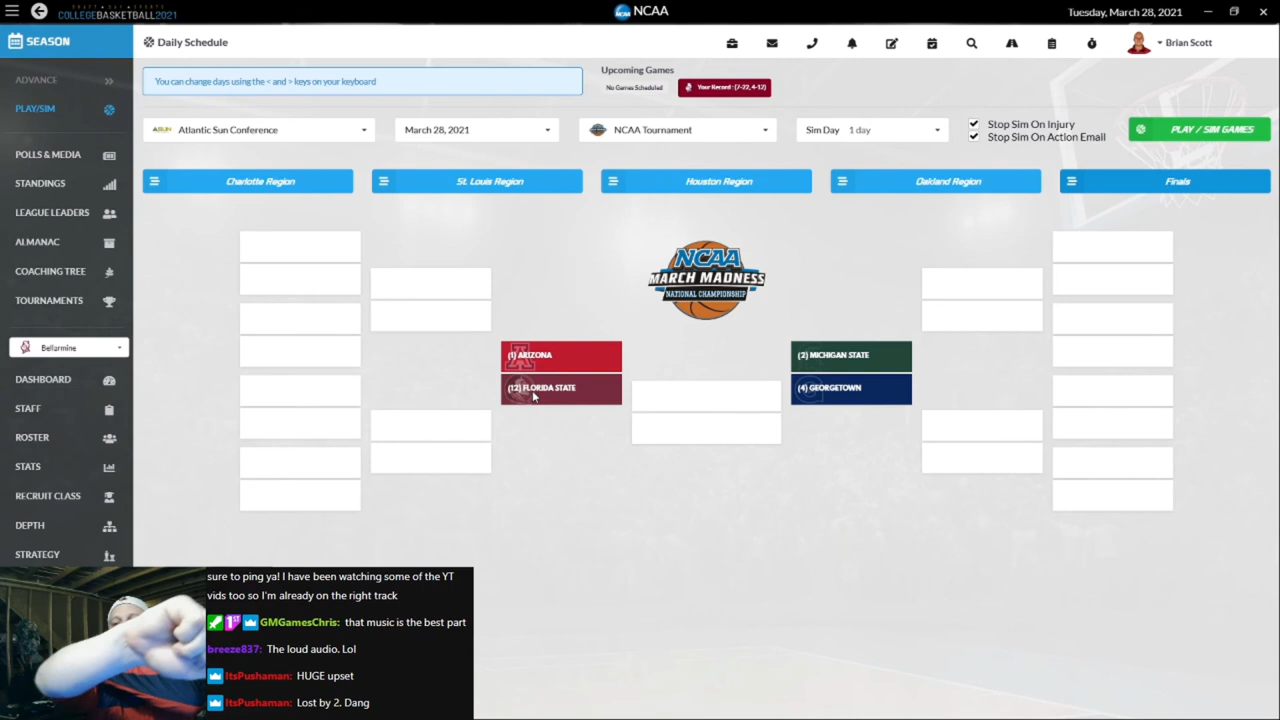 DRAFT DAY SPORTS
COLLEGEBASKETBALL2021
NCAA
Tuesday, March 28, 2021
SEASON
Daily Schedule
Brian Scott
ADVANCE
PLAY/SIM
POLLS & MEDIA
STANDINGS
LEAGUE LEADERS
ALMANAC
COACHING TREE
TOURNAMENTS
Bellarmine
DASHBOARD
STAFF
ROSTER
STATS
RECRUIT CLASS
DEPTH
STRATEGY
You can change days using the < and > keys on your keyboard
Upcoming Games
No Games Scheduled
Your Record : (7-22, 4-12)
ASUN Atlantic Sun Conference
March 28, 2021
NCAA Tournament
Sim Day 1 day
Stop Sim On Injury
Stop Sim On Action Email
PLAY / SIM GAMES
Charlotte Region
St. Louis Region
Houston Region
Oakland Region
Finals
NCAA
MARCH MADNESS
NATIONAL CHAMPIONSHIP
(1) ARIZONA
(12) FLORIDA STATE
(2) MICHIGAN STATE
(4) GEORGETOWN
sure to ping ya! I have been watching some of the YT
vids too so I'm already on the right track
1ST GMGamesChris: that music is the best part
breeze837: The loud audio. Lol
ItsPushaman: HUGE upset
ItsPushaman: Lost by 2. Dang